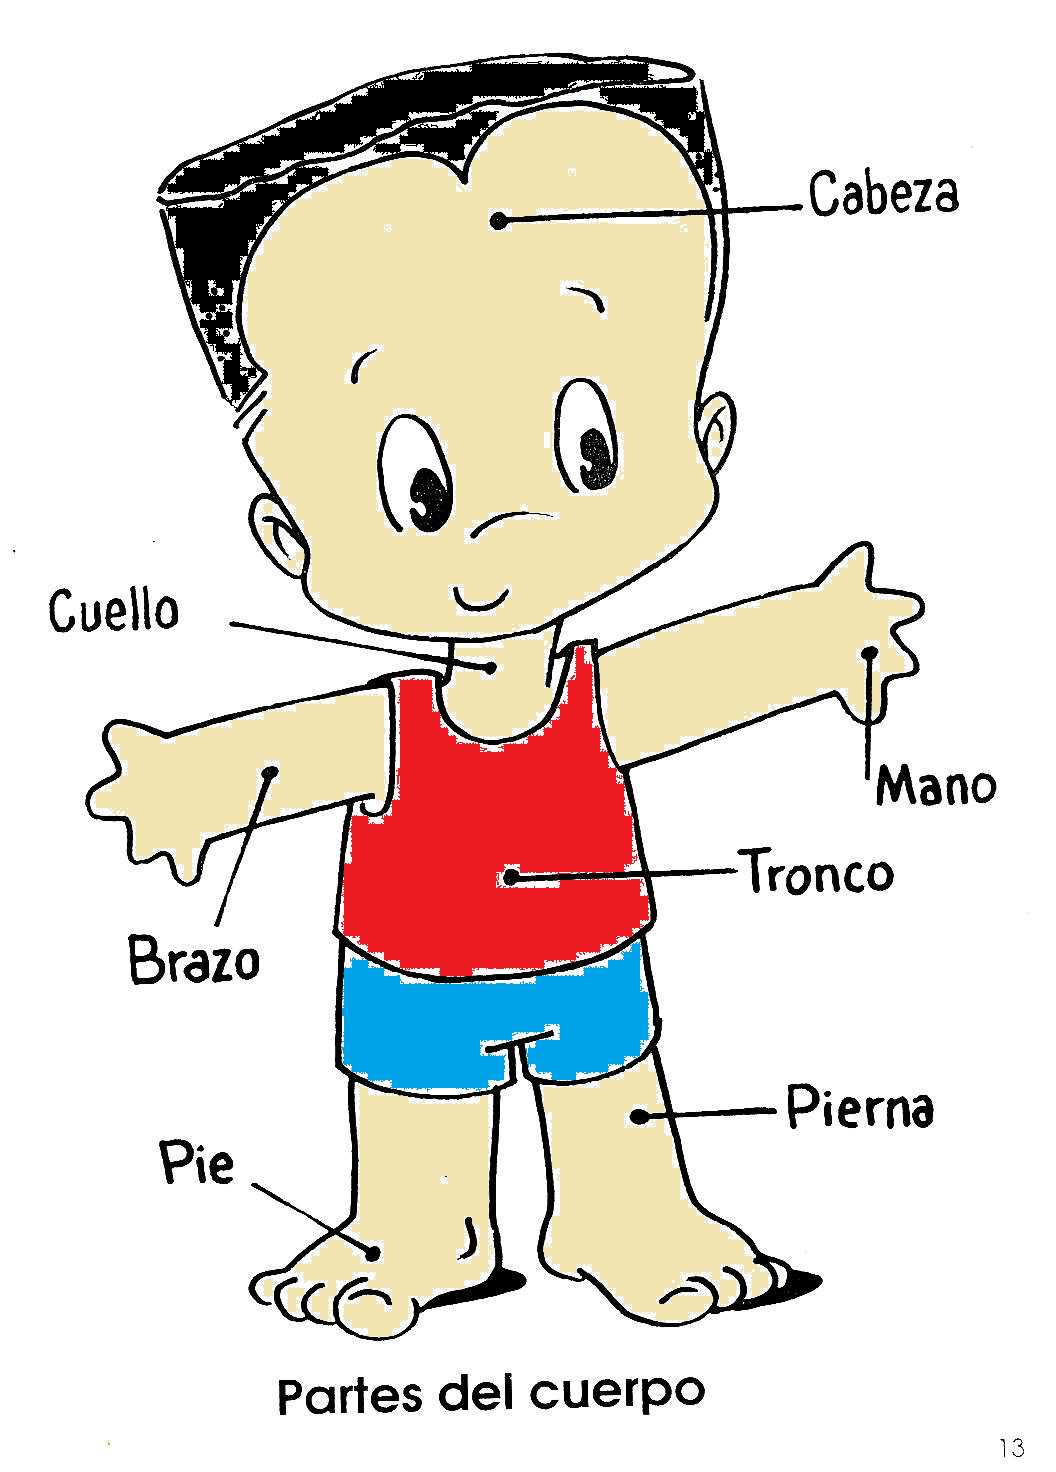 Cabeza
Cuello
Mano
Tronco
Brazo
Pierna
Pie
Partes del cuerpo
13